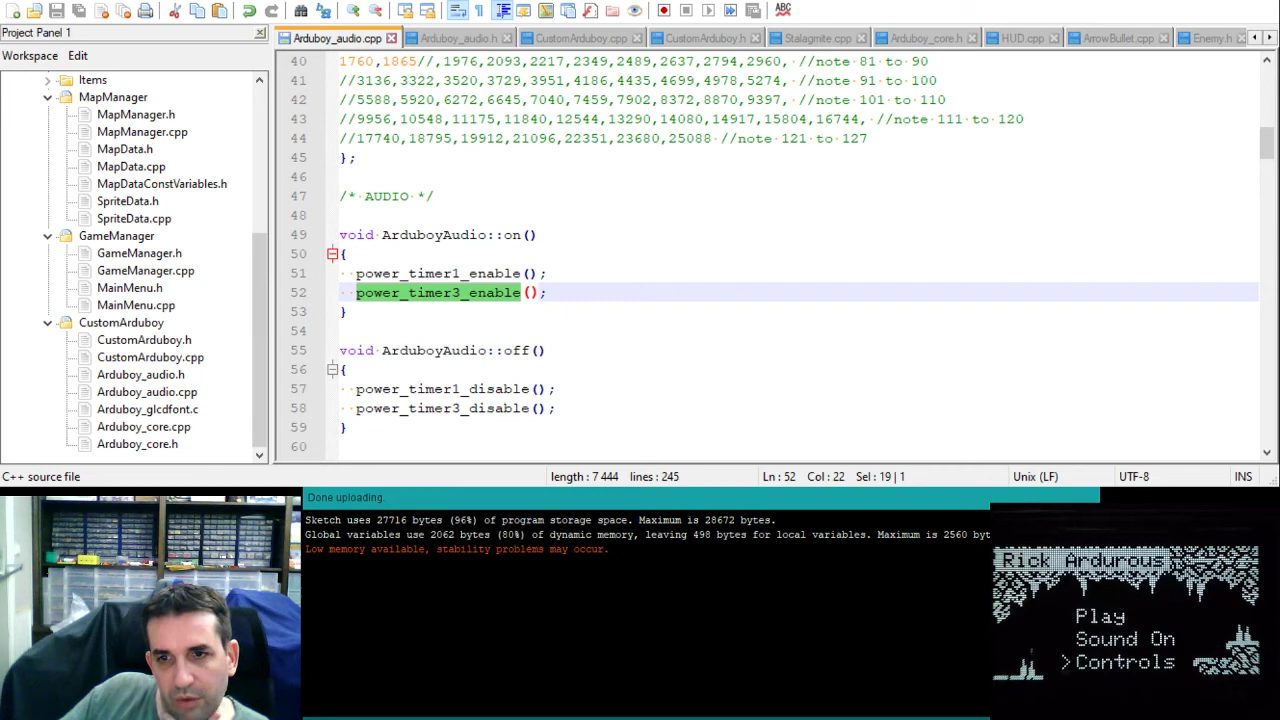 Project Panel 1
Workspace Edit
Items
MapManager
MapManager.h
MapManager.cpp
MapData.h
MapData.cpp
MapDataConstVariables.h
SpriteData.h
SpriteData.cpp
GameManager
GameManager.h
GameManager.cpp
MainMenu.h
MainMenu.cpp
CustomArduboy
CustomArduboy.h
CustomArduboy.cpp
Arduboy_audio.h
Arduboy_audio.cpp
Arduboy_glcdfont.c
Arduboy_core.cpp
Arduboy_core.h
ABC
Arduboy_audio.cpp Arduboy_audio.h CustomArduboy.cpp CustomArduboy.h Stalagmite.cpp Arduboy_core.h HUD.cpp ArrowBullet.cpp Enemy.h
40 1760,1865//,1976,2093,2217,2349,2489,2637,2794,2960, //note 81 to 90
41 //3136,3322,3520,3729,3951,4186,4435,4699,4978,5274, //note 91 to 100
42 //5588,5920,6272,6645,7040,7459,7902,8372,8870,9397, //note 101 to 110
43 //9956,10548,11175,11840,12544,13290,14080,14917,15804,16744, //note 111 to 120
44 //17740,18795,19912,21096,22351,23680,25088 //note 121 to 127
45 };
46
47 /* AUDIO */
48
49 void ArduboyAudio::on()
50 {
51 power_timer1_enable();
52 power_timer3_enable();
53 }
54
55 void ArduboyAudio::off()
56 {
57 power_timer1_disable();
58 power_timer3_disable();
59 }
60
C++ source file length : 7 444 lines : 245 Ln : 52 Col : 22 Sel : 19 | 1 Unix (LF) UTF-8 INS
Done uploading.
Sketch uses 27716 bytes (96%) of program storage space. Maximum is 28672 bytes.
Global variables use 2062 bytes (80%) of dynamic memory, leaving 498 bytes for local variables. Maximum is 2560 byt
Low memory available, stability problems may occur.
Rick Ardurous
Play
Sound On
>Controls